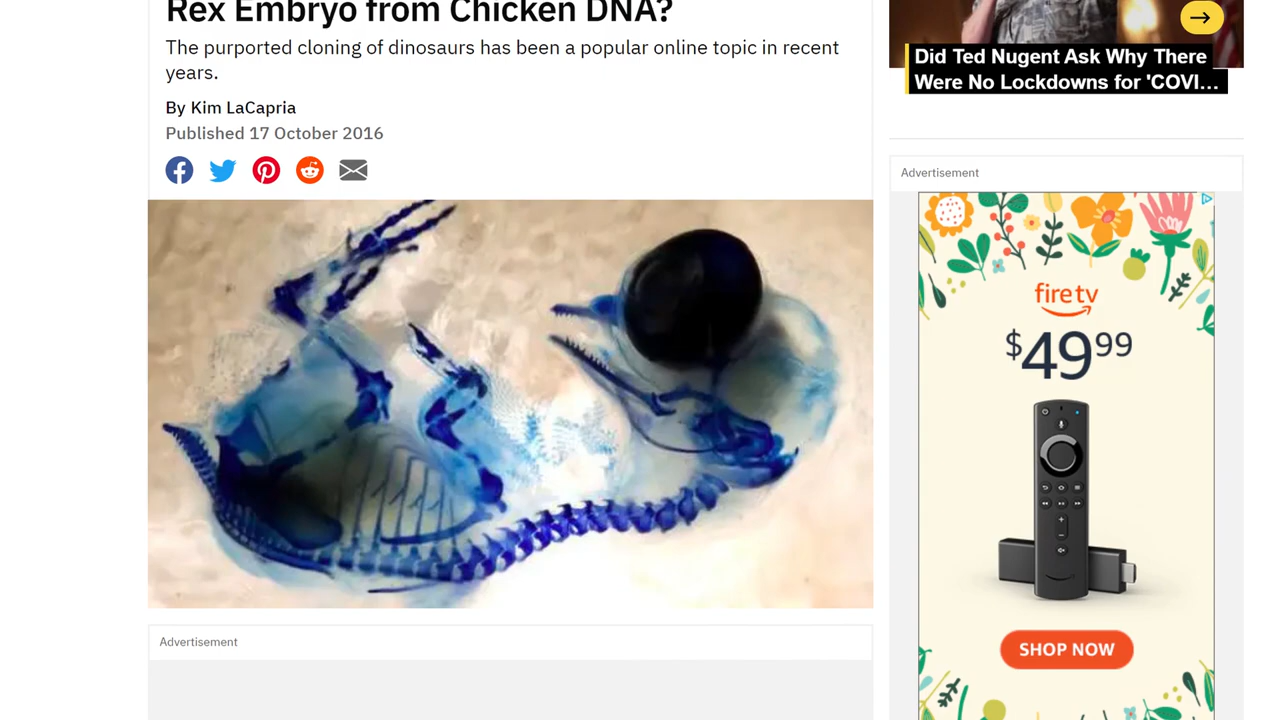 Rex Embryo from Chicken DNA?
The purported cloning of dinosaurs has been a popular online topic in recent
years.
By Kim LaCapria
Published 17 October 2016
Advertisement
Did Ted Nugent Ask Why There
Were No Lockdowns for 'COVI...
Advertisement
fire tv
$49 99
SHOP NOW